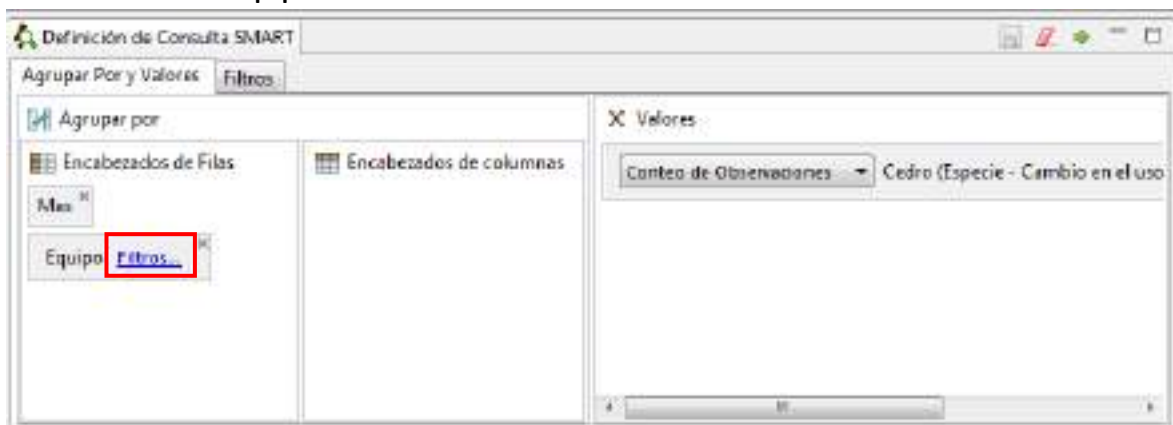 Definición de Consulta SMART
Agrupar Por y Valores Filtros
Agrupar por
Valores
Encabezados de Filas
Encabezados de columnas
Conteo de Observaciones Cedro (Especie - Cambio en el uso
Mes
Equipo Filtros...